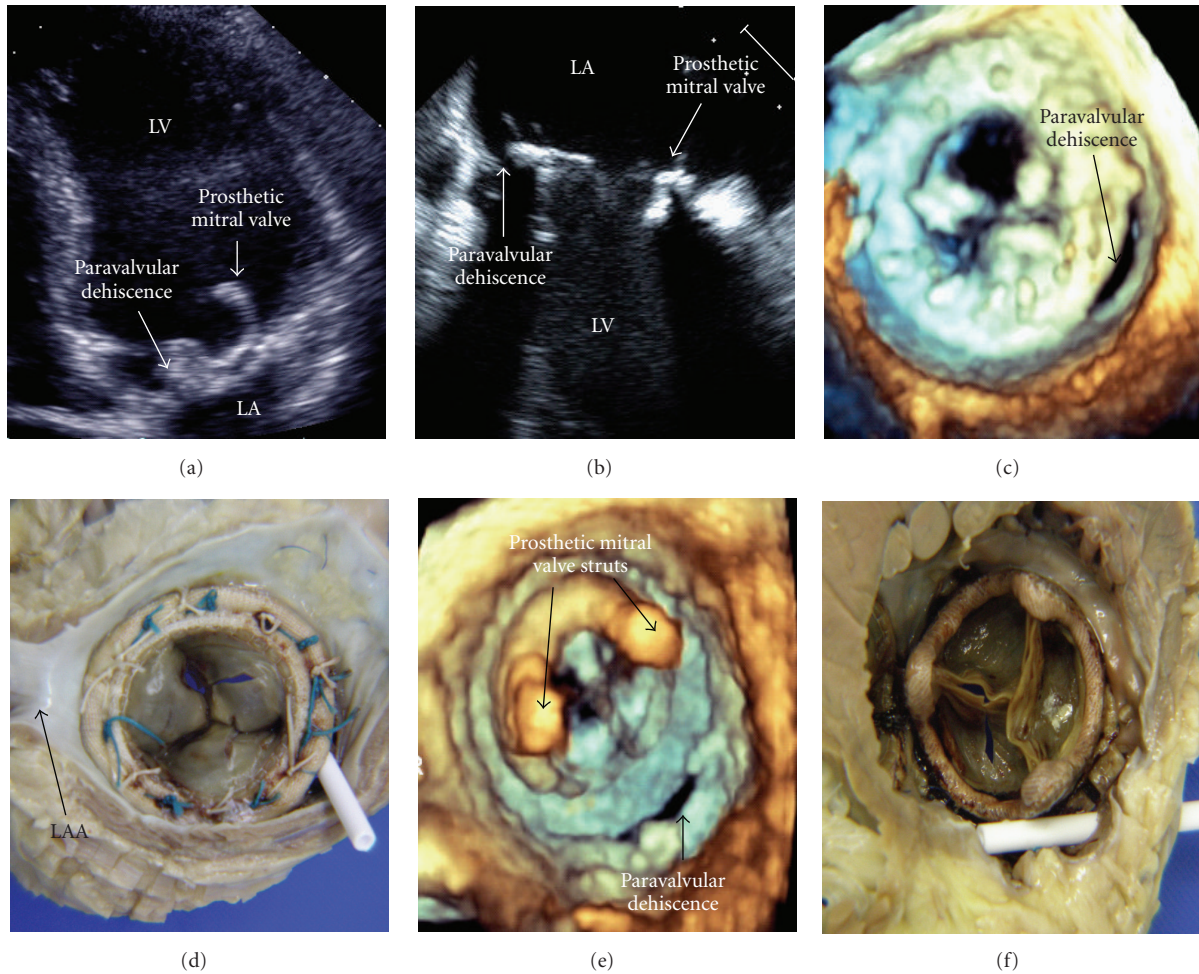 LV
Prosthetic
mitral valve
Paravalvular
dehiscence
LA
(a)
LA
Prosthetic
mitral valve
Paravalvular
dehiscence
LV
(b)
Paravalvular
dehiscence
(c)
LAA
(d)
Prosthetic mitral
valve struts
Paravalvular
dehiscence
(e)
(f)